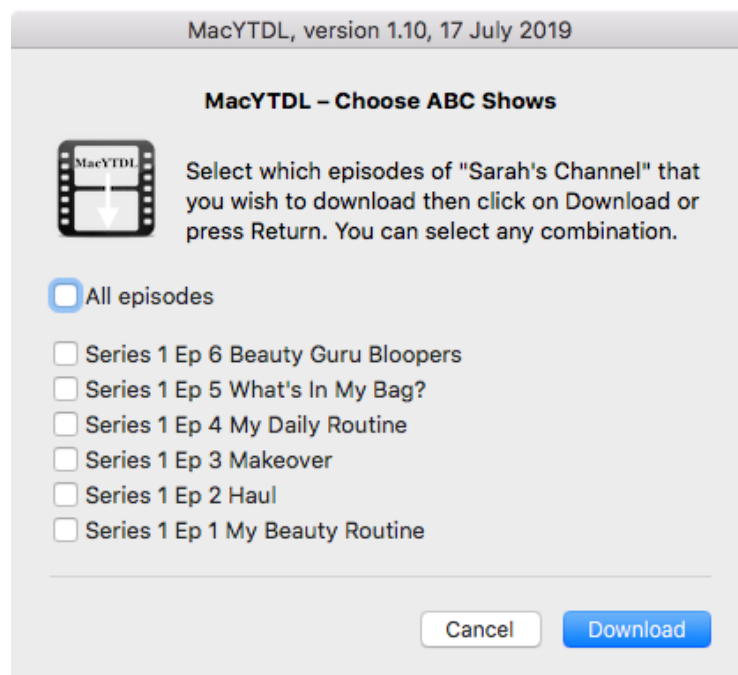 MacYTDL, version 1.10, 17 July 2019
MacYTDL – Choose ABC Shows
MacYTDL
Select which episodes of "Sarah's Channel" that
you wish to download then click on Download or
press Return. You can select any combination.
All episodes
Series 1 Ep 6 Beauty Guru Bloopers
Series 1 Ep 5 What's In My Bag?
Series 1 Ep 4 My Daily Routine
Series 1 Ep 3 Makeover
Series 1 Ep 2 Haul
Series 1 Ep 1 My Beauty Routine
Cancel
Download